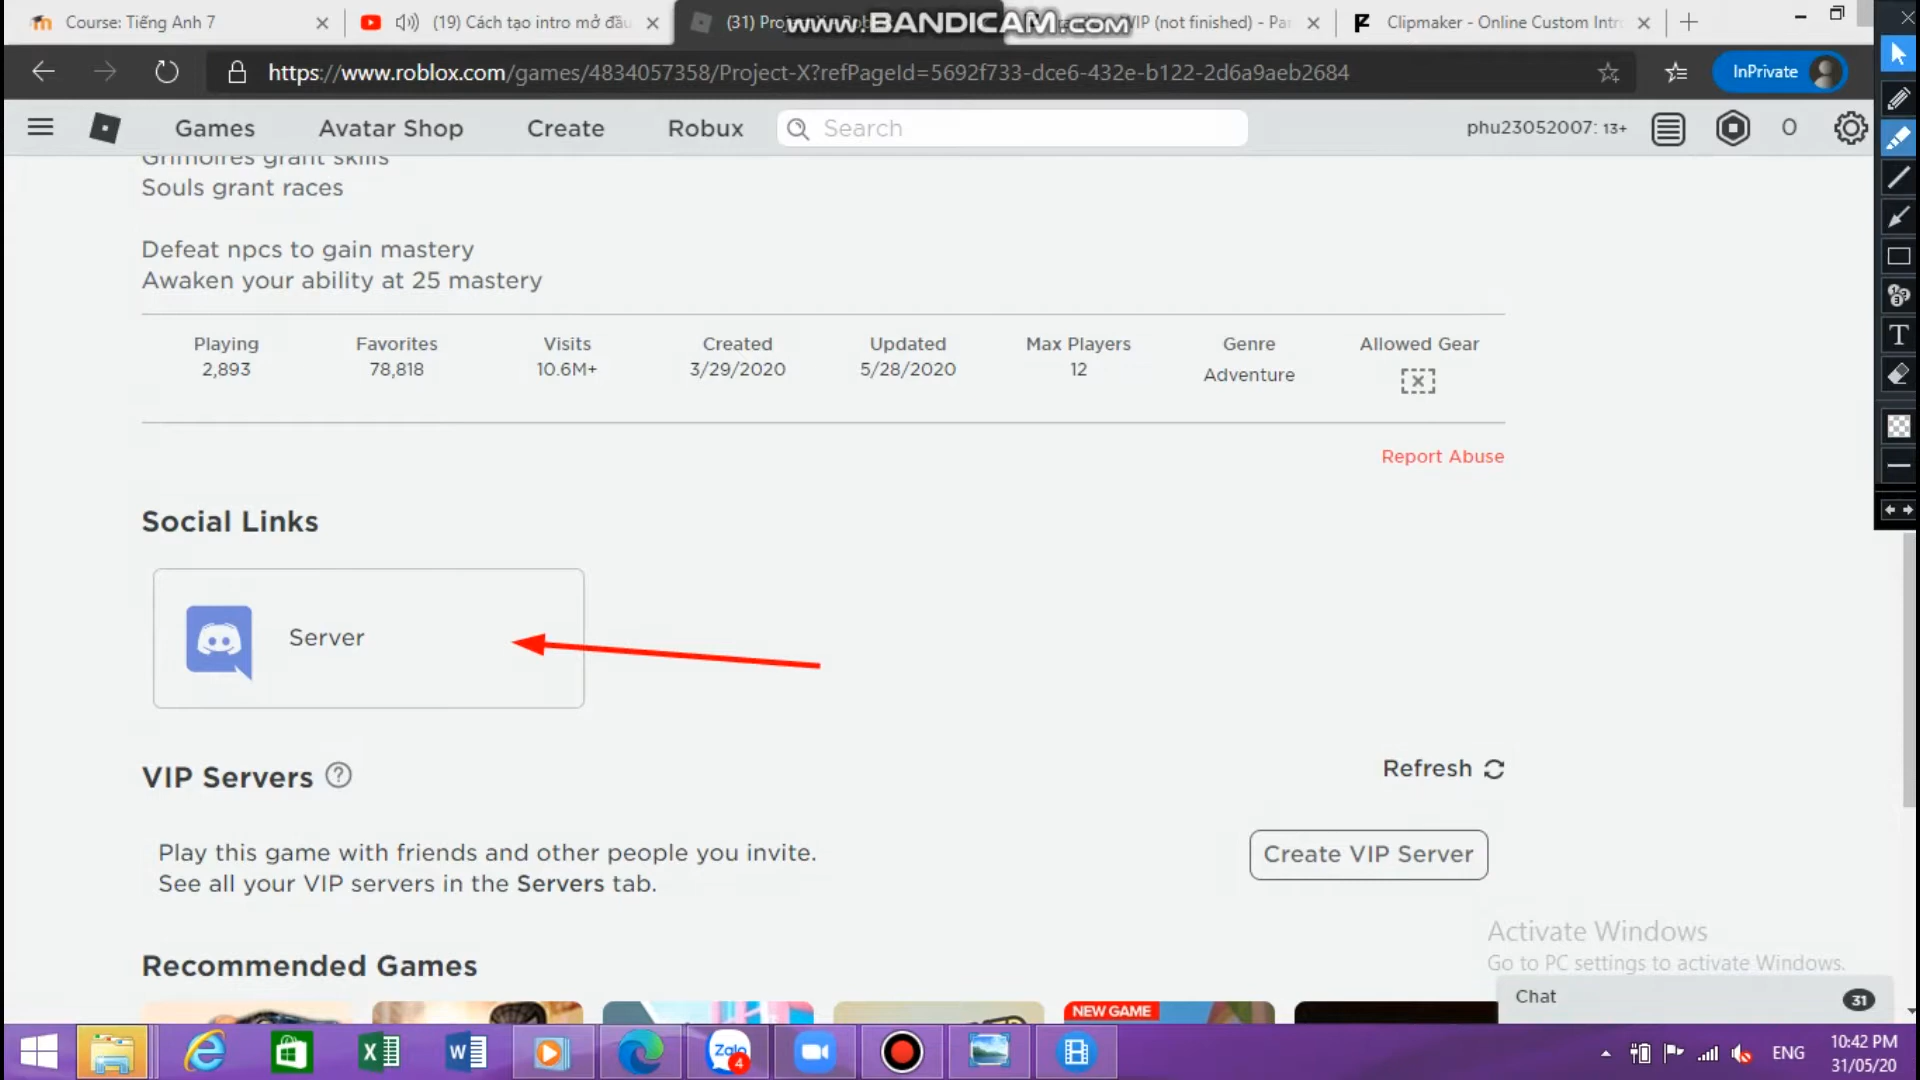 Course: Tiếng Anh 7
(19) Cách tạo intro mở đầu
(31) Pro
www.BANDICAM.com
VIP (not finished) - Pa
Clipmaker - Online Custom Intr
https://www.roblox.com/games/4834057358/Project-X?refPageId=5692f733-dce6-432e-b122-2d6a9aeb2684
InPrivate
Games
Avatar Shop
Create
Robux
Search
phu23052007: 13+
0
Grimoires grant skills
Souls grant races
Defeat npcs to gain mastery
Awaken your ability at 25 mastery
Playing Favorites Visits Created Updated Max Players Genre Allowed Gear
2,893 78,818 10.6M+ 3/29/2020 5/28/2020 12 Adventure
Report Abuse
Social Links
Server
VIP Servers
Refresh
Play this game with friends and other people you invite.
See all your VIP servers in the Servers tab.
Create VIP Server
Recommended Games
NEW GAME
Activate Windows
Go to PC settings to activate Windows.
Chat
31
Zalo
4
ENG
10:42 PM
31/05/20